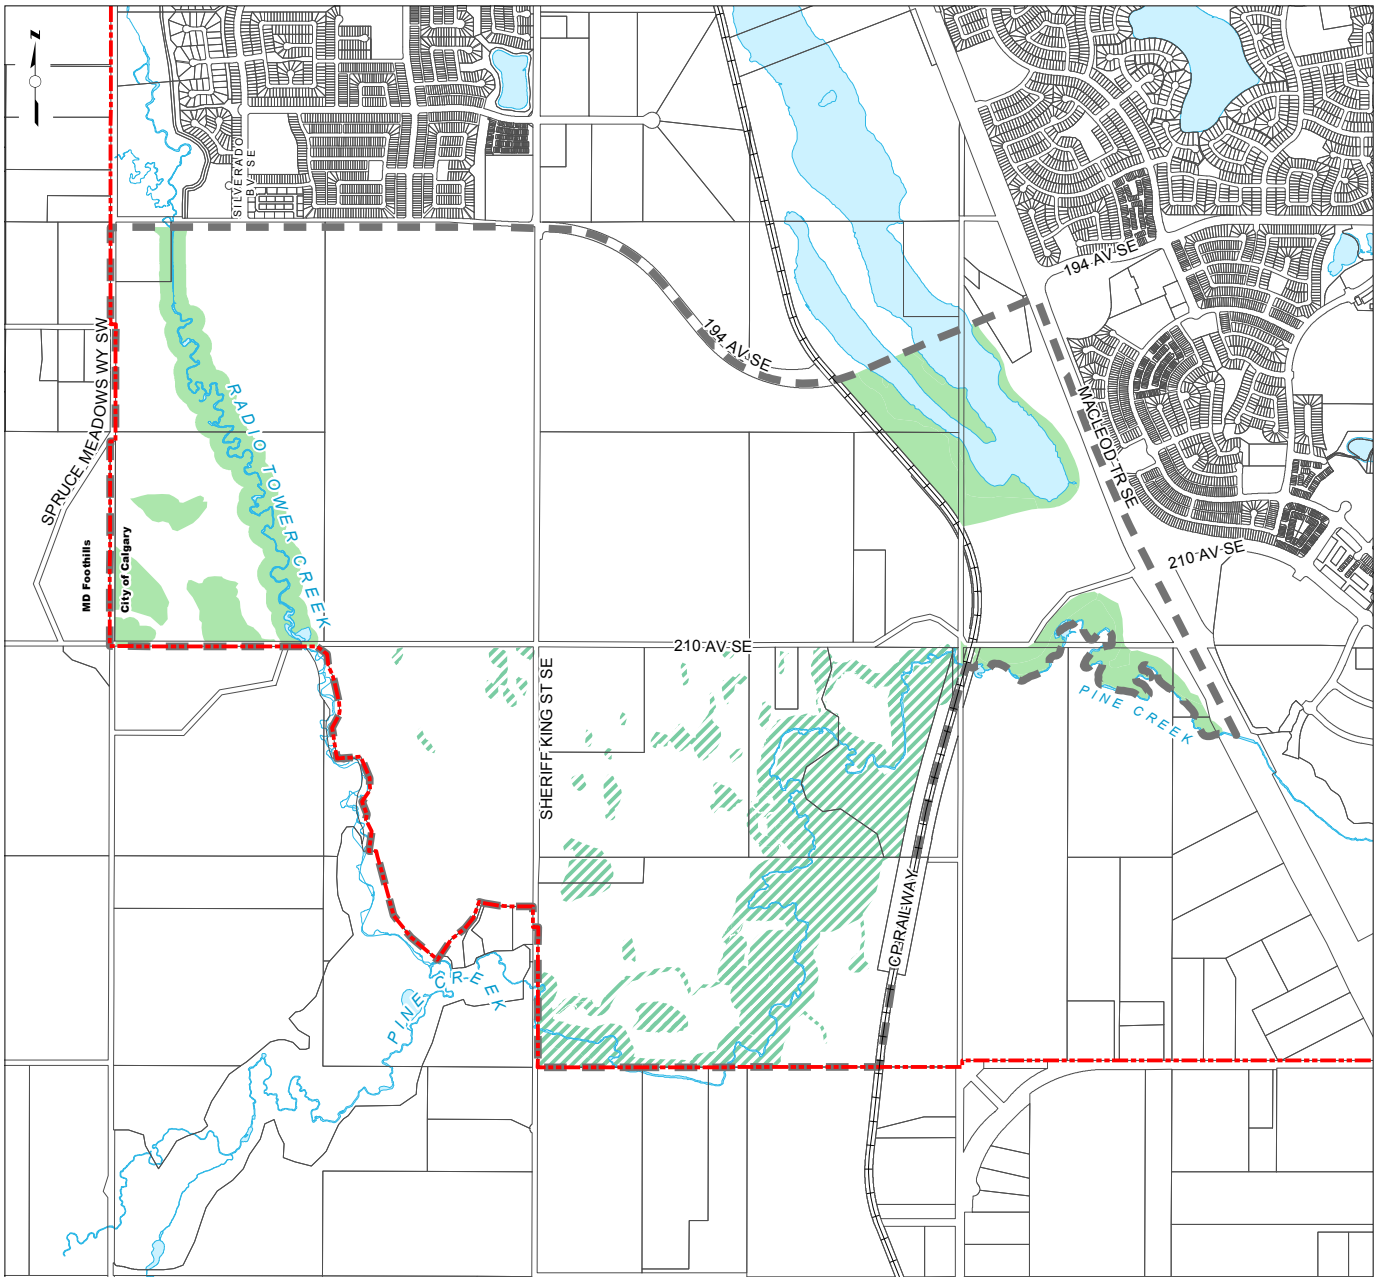 N
SILVERADO
BV SE
194 AV SE
194 AV SE
SPRUCE MEADOWS WY SW
RADIO TOWER CREEK
MACLEOD TR SE
MD Foothills
City of Calgary
210 AV SE
210 AV SE
SHERIFF KING ST SE
PINE CREEK
CP RAILWAY
PINE CREEK